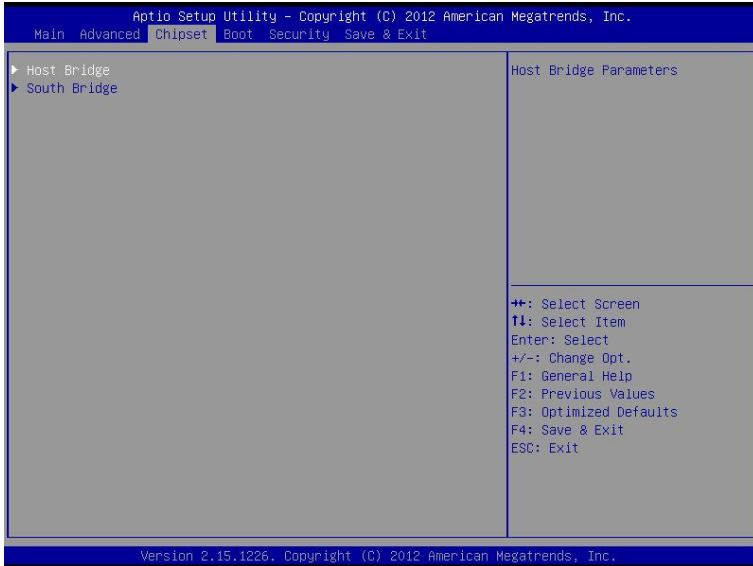 Aptio Setup Utility – Copyright (C) 2012 American Megatrends, Inc.
Main Advanced Chipset Boot Security Save & Exit
▶ Host Bridge
▶ South Bridge
Host Bridge Parameters
→←: Select Screen
↑↓: Select Item
Enter: Select
+/-: Change Opt.
F1: General Help
F2: Previous Values
F3: Optimized Defaults
F4: Save & Exit
ESC: Exit
Version 2.15.1226. Copyright (C) 2012 American Megatrends, Inc.